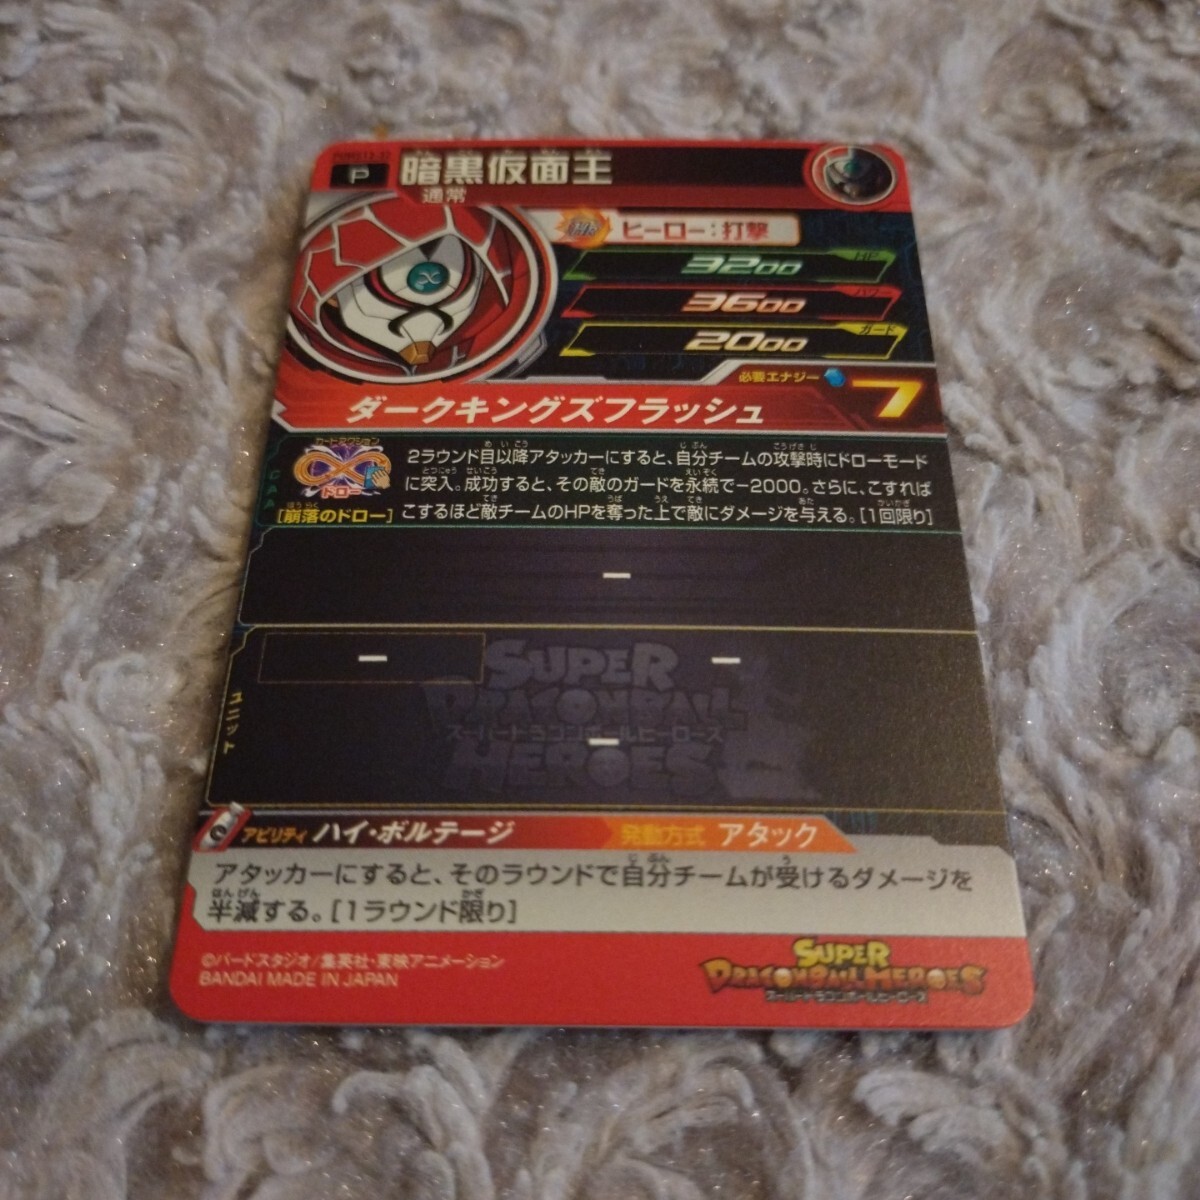 P
暗黒仮面王
通常
ヒーロー:打撃
HP
3200
パワー
3600
ガード
2000
必要エナジー 7
ダークキングズフラッシュ
CAA
カードアクション
ドロー
[崩落のドロー]
2ラウンド目以降アタッカーにすると、自分チームの攻撃時にドローモード
に突入。成功すると、その敵のガードを永続で−2000。さらに、こすれば
こするほど敵チームのHPを奪った上で敵にダメージを与える。[1回限り]
ー
ー
ー
ー
ユニット
SUPER
DRAGONBALL
スーパードラゴンボールヒーローズ
HEROES
アビリティ ハイ・ボルテージ
発動方式 アタック
アタッカーにすると、そのラウンドで自分チームが受けるダメージを
半減する。[1ラウンド限り]
©バードスタジオ/集英社・東映アニメーション
BANDAI MADE IN JAPAN
SUPER
DRAGONBALL HEROES
スーパードラゴンボールヒーローズ